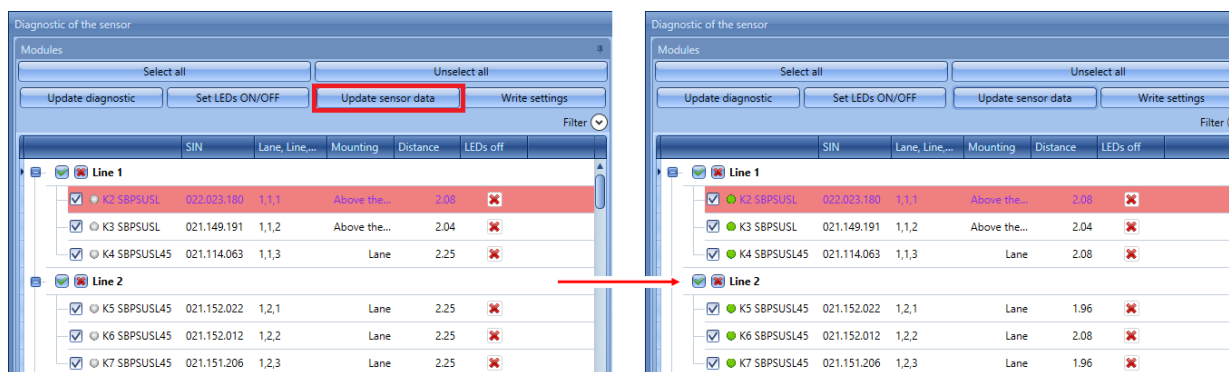 Diagnostic of the sensor
Modules
Select all Unselect all
Update diagnostic Set LEDs ON/OFF Update sensor data Write settings
Filter
SIN Lane, Line,... Mounting Distance LEDs off
Line 1
K2 SBPSUSL 022.023.180 1,1,1 Above the... 2.08
K3 SBPSUSL 021.149.191 1,1,2 Above the... 2.04
K4 SBPSUSL45 021.114.063 1,1,3 Lane 2.25
Line 2
K5 SBPSUSL45 021.152.022 1,2,1 Lane 2.25
K6 SBPSUSL45 021.152.012 1,2,2 Lane 2.25
K7 SBPSUSL45 021.151.206 1,2,3 Lane 2.25
Diagnostic of the sensor
Modules
Select all Unselect all
Update diagnostic Set LEDs ON/OFF Update sensor data Write settings
Filter
SIN Lane, Line,... Mounting Distance LEDs off
Line 1
K2 SBPSUSL 022.023.180 1,1,1 Above the... 2.08
K3 SBPSUSL 021.149.191 1,1,2 Above the... 2.04
K4 SBPSUSL45 021.114.063 1,1,3 Lane 2.08
Line 2
K5 SBPSUSL45 021.152.022 1,2,1 Lane 1.96
K6 SBPSUSL45 021.152.012 1,2,2 Lane 2.08
K7 SBPSUSL45 021.151.206 1,2,3 Lane 1.96